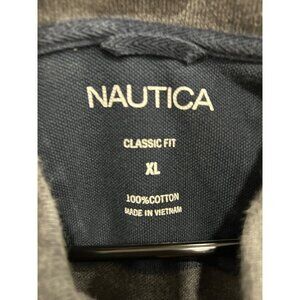 NAUTICA
CLASSIC FIT
XL
100%COTTON
MADE IN VIETNAM